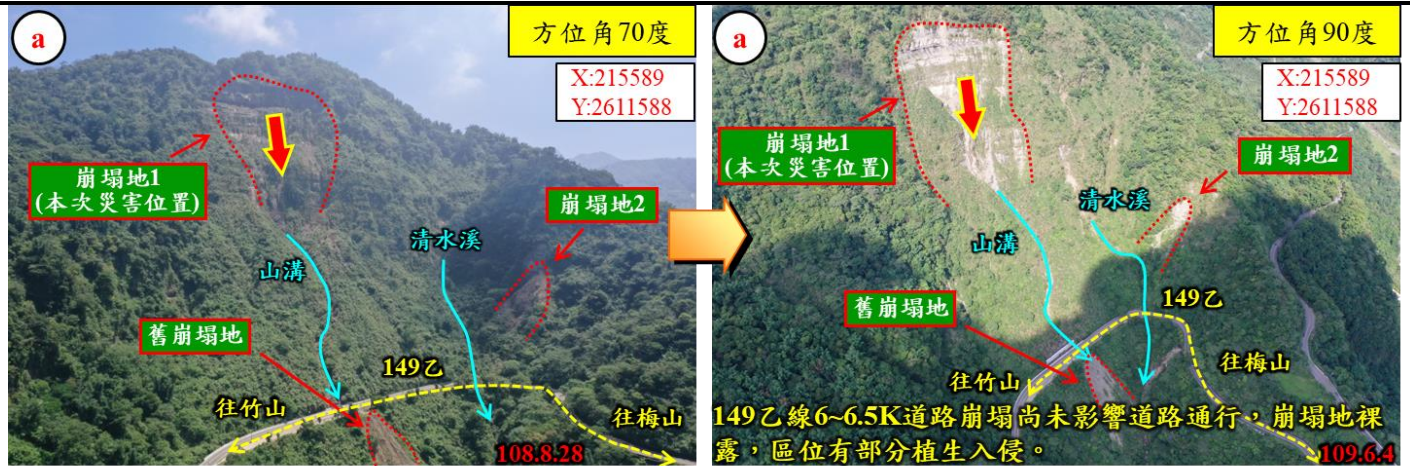 a
方位角70度
X:215589
Y:2611588
崩塌地1
(本次災害位置)
崩塌地2
清水溪
山溝
舊崩塌地
149乙
往竹山
往梅山
108.8.28
a
方位角90度
X:215589
Y:2611588
崩塌地1
(本次災害位置)
崩塌地2
清水溪
山溝
149乙
舊崩塌地
往竹山
往梅山
149乙線6~6.5K道路崩塌尚未影響道路通行，崩塌地裸
露，區位有部分植生入侵。
109.6.4